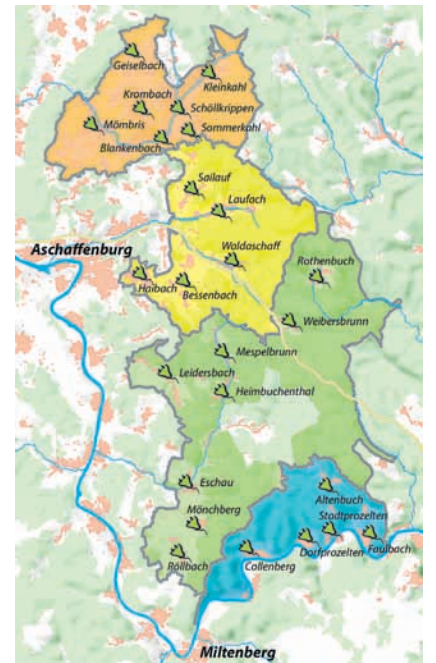 Geiselbach
Kleinkahl
Krombach
Schöllkrippen
Mömbris
Sommerkahl
Blankenbach
Sailauf
Laufach
Aschaffenburg
Waldaschaff
Rothenbuch
Haibach
Bessenbach
Weibersbrunn
Mespelbrunn
Leidersbach
Heimbuchenthal
Eschau
Altenbuch
Mönchberg
Stadtprozelten
Röllbach
Collenberg
Dorfprozelten
Faulbach
Miltenberg